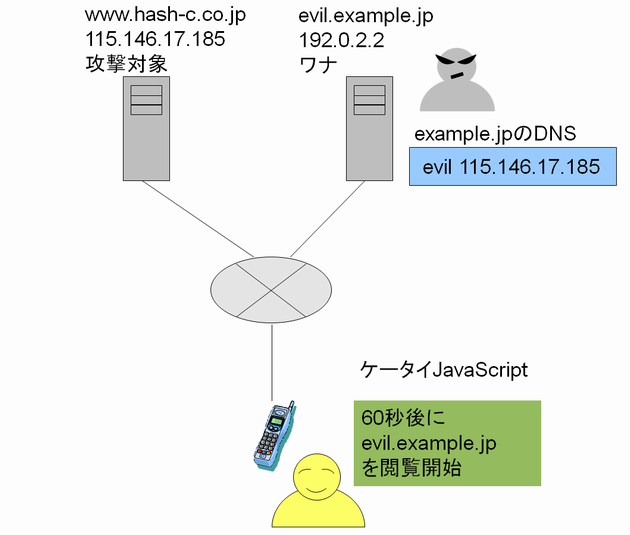 www.hash-c.co.jp
115.146.17.185
攻撃対象
evil.example.jp
192.0.2.2
ワナ
example.jpのDNS
evil 115.146.17.185
ケータイJavaScript
60秒後に
evil.example.jp
を閲覧開始